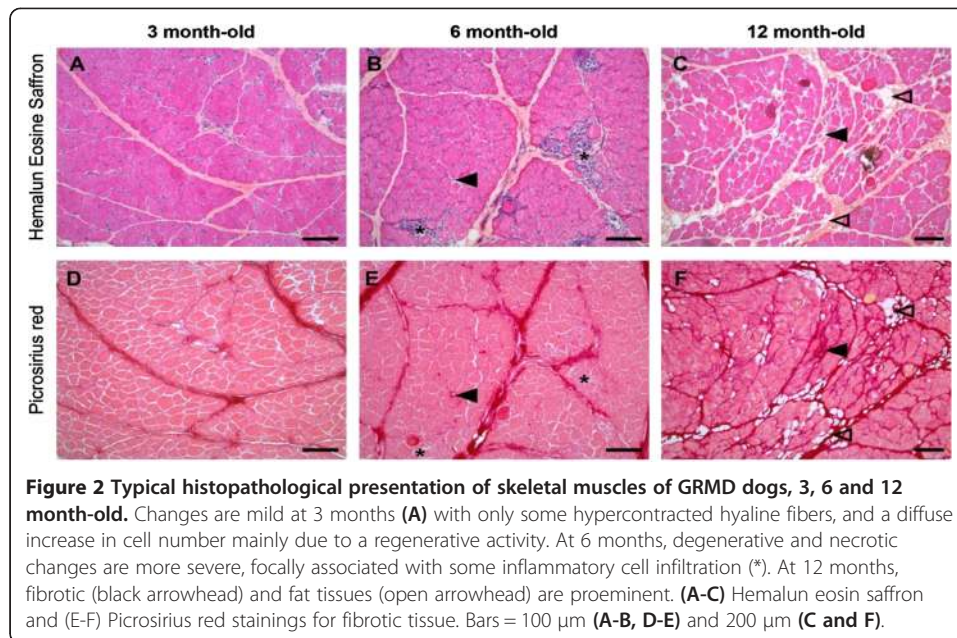 3 month-old 6 month-old 12 month-old
Hemalun Eosine Saffron
A B C
* *
Picrosirius red
D E F
* *
Figure 2 Typical histopathological presentation of skeletal muscles of GRMD dogs, 3, 6 and 12
month-old. Changes are mild at 3 months (A) with only some hypercontracted hyaline fibers, and a diffuse
increase in cell number mainly due to a regenerative activity. At 6 months, degenerative and necrotic
changes are more severe, focally associated with some inflammatory cell infiltration (*). At 12 months,
fibrotic (black arrowhead) and fat tissues (open arrowhead) are proeminent. (A-C) Hemalun eosin saffron
and (E-F) Picrosirius red stainings for fibrotic tissue. Bars = 100 μm (A-B, D-E) and 200 μm (C and F).